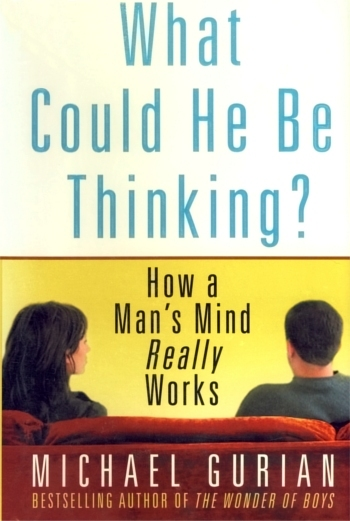 What
Could He Be
Thinking?
How a
Man's Mind
Really
Works
MICHAEL GURIAN
BESTSELLING AUTHOR OF THE WONDER OF BOYS